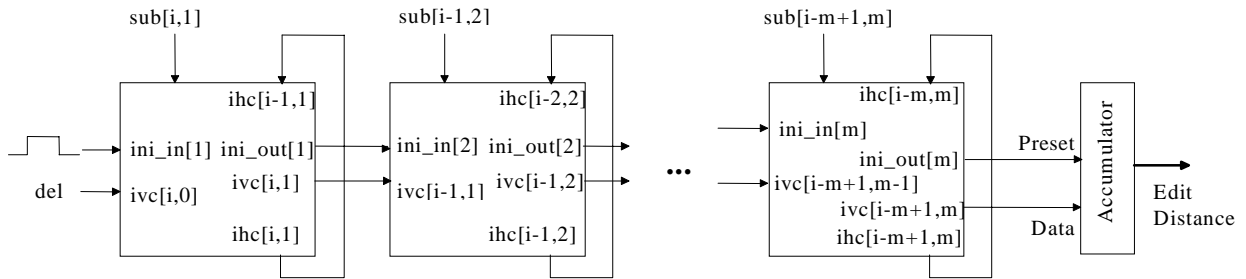 sub[i,1]
sub[i-1,2]
sub[i-m+1,m]
ihc[i-1,1]
ihc[i-2,2]
ihc[i-m,m]
ini_in[1] ini_out[1]
ini_in[2] ini_out[2]
ini_in[m]
ini_out[m]
Preset
del
ivc[i,0]
ivc[i,1]
ivc[i-1,1]
ivc[i-1,2]
•••
ivc[i-m+1,m-1]
ivc[i-m+1,m]
Data
ihc[i,1]
ihc[i-1,2]
ihc[i-m+1,m]
Accumulator
Edit
Distance